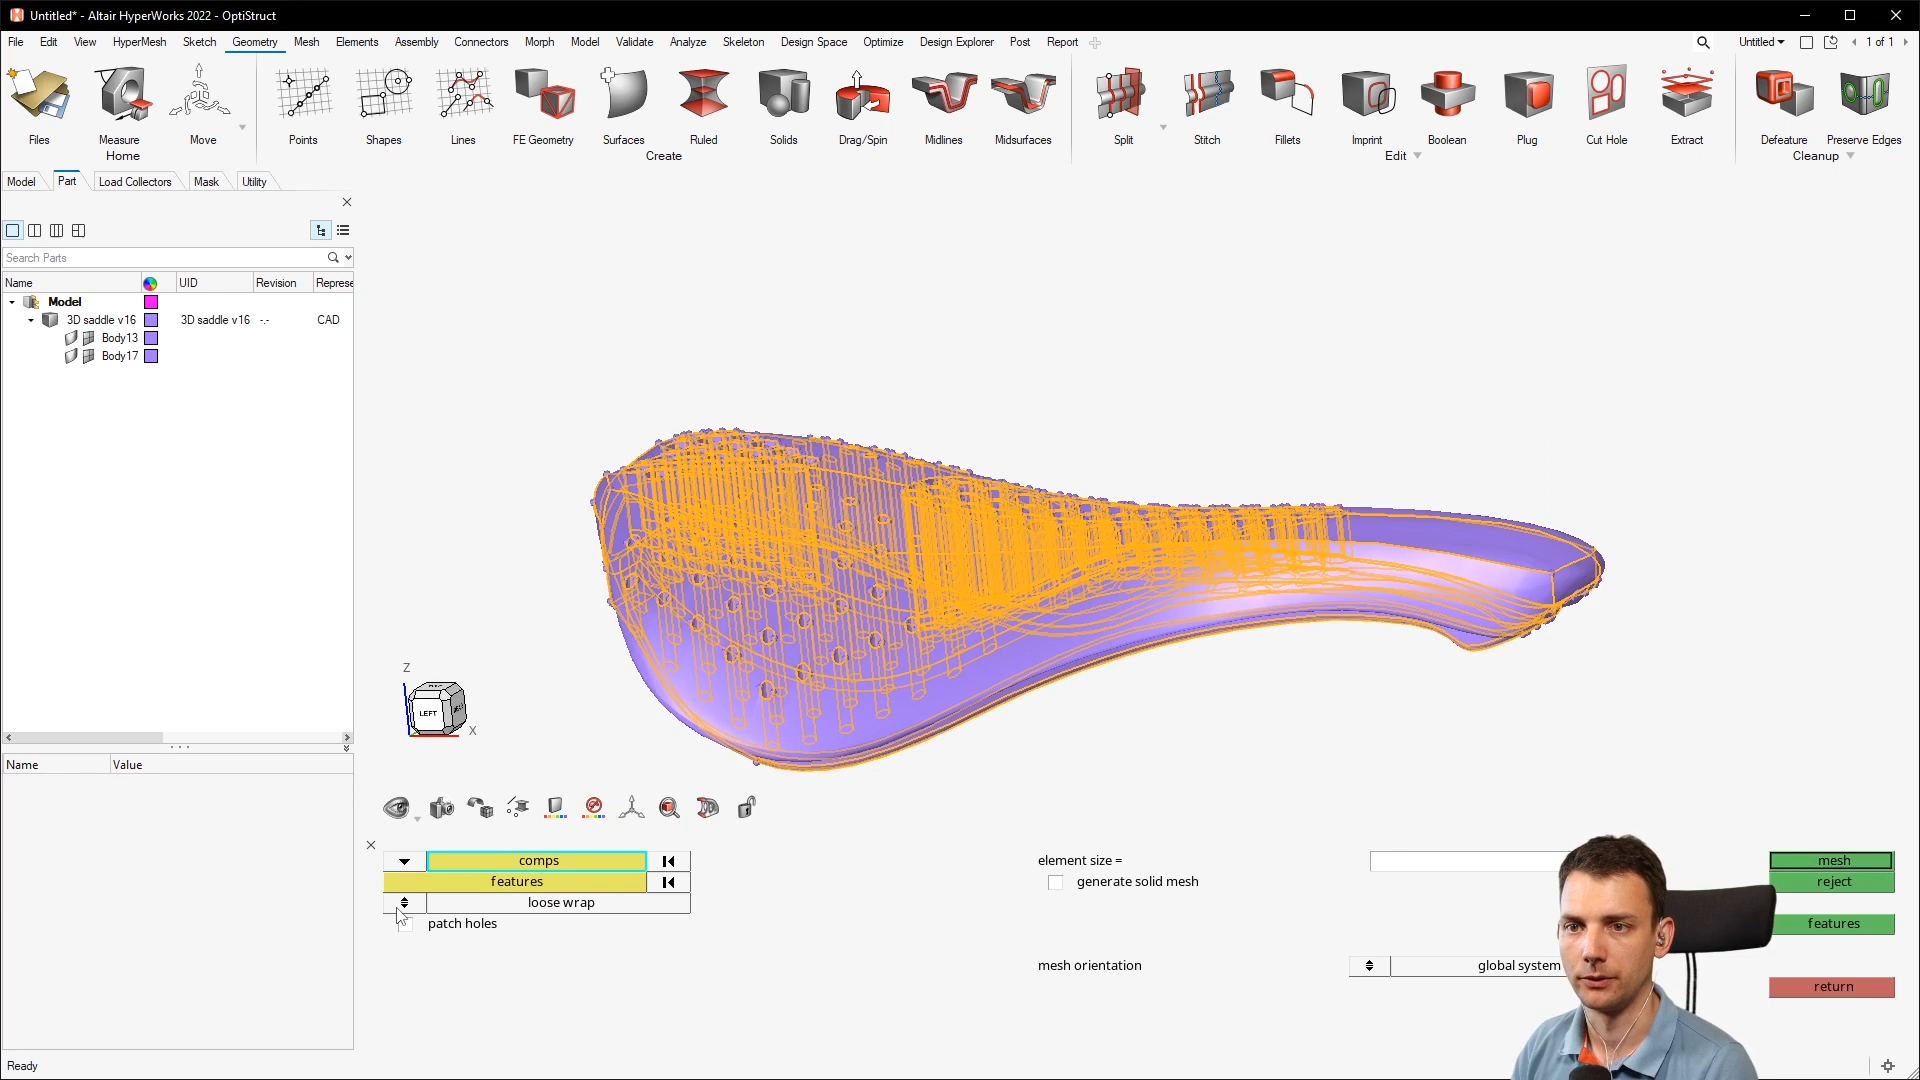 Untitled* - Altair HyperWorks 2022 - OptiStruct
File Edit View HyperMesh Sketch Geometry Mesh Elements Assembly Connectors Morph Model Validate Analyze Skeleton Design Space Optimize Design Explorer Post Report Untitled 1 of 1
Files Measure Move Points Shapes Lines FE Geometry Surfaces Ruled Solids Drag/Spin Midlines Midsurfaces Split Stitch Fillets Imprint Boolean Plug Cut Hole Extract Defeature Preserve Edges
Home Create Edit Cleanup
Model Part Load Collectors Mask Utility
Search Parts
Name UID Revision Represe
Model
3D saddle v16 3D saddle v16 -.- CAD
Body13
Body17
Z
LEFT
X
Name Value
comps element size = mesh
features generate solid mesh reject
loose wrap
patch holes features
mesh orientation global system
return
Ready